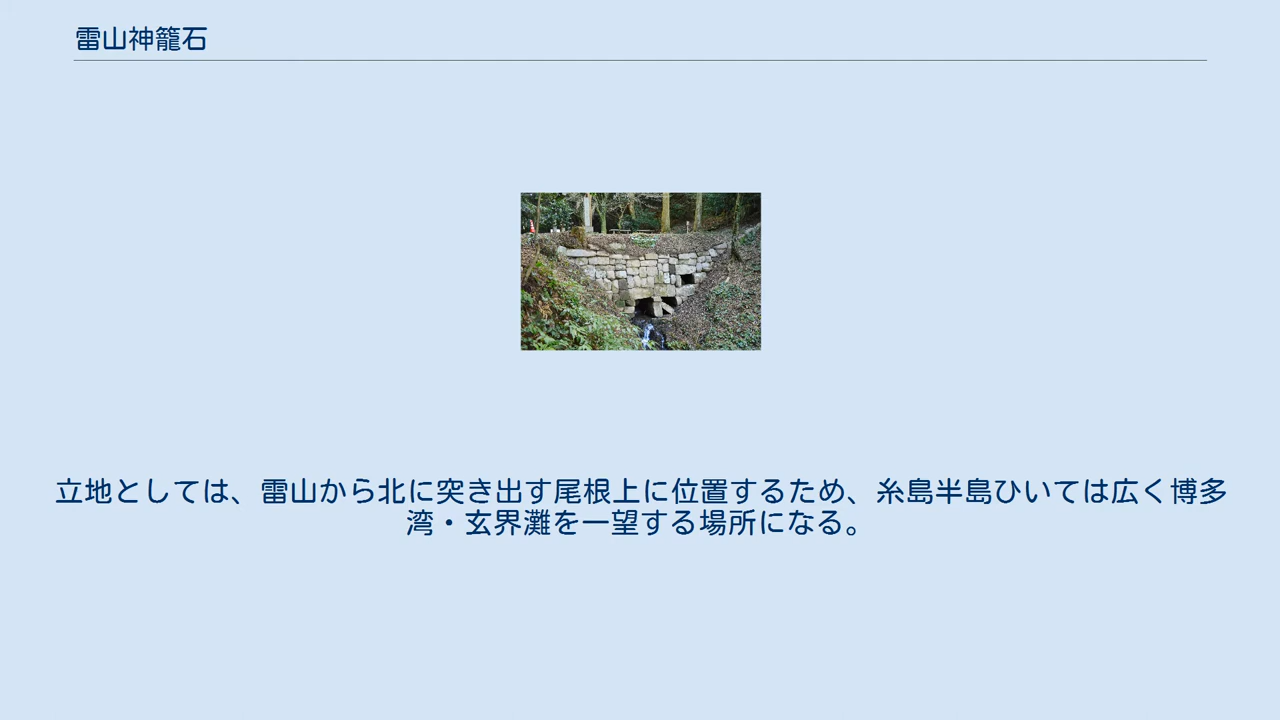 雷山神籠石
立地としては、雷山から北に突き出す尾根上に位置するため、糸島半島ひいては広く博多
湾・玄界灘を一望する場所になる。